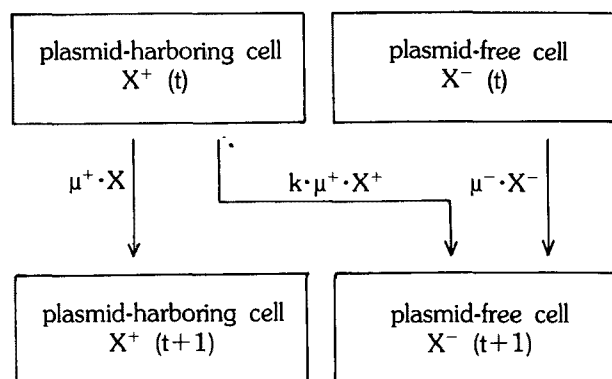 plasmid-harboring cell
X⁺ (t)
plasmid-free cell
X⁻ (t)
μ⁺·X
k·μ⁺·X⁺
μ⁻·X⁻
plasmid-harboring cell
X⁺ (t+1)
plasmid-free cell
X⁻ (t+1)